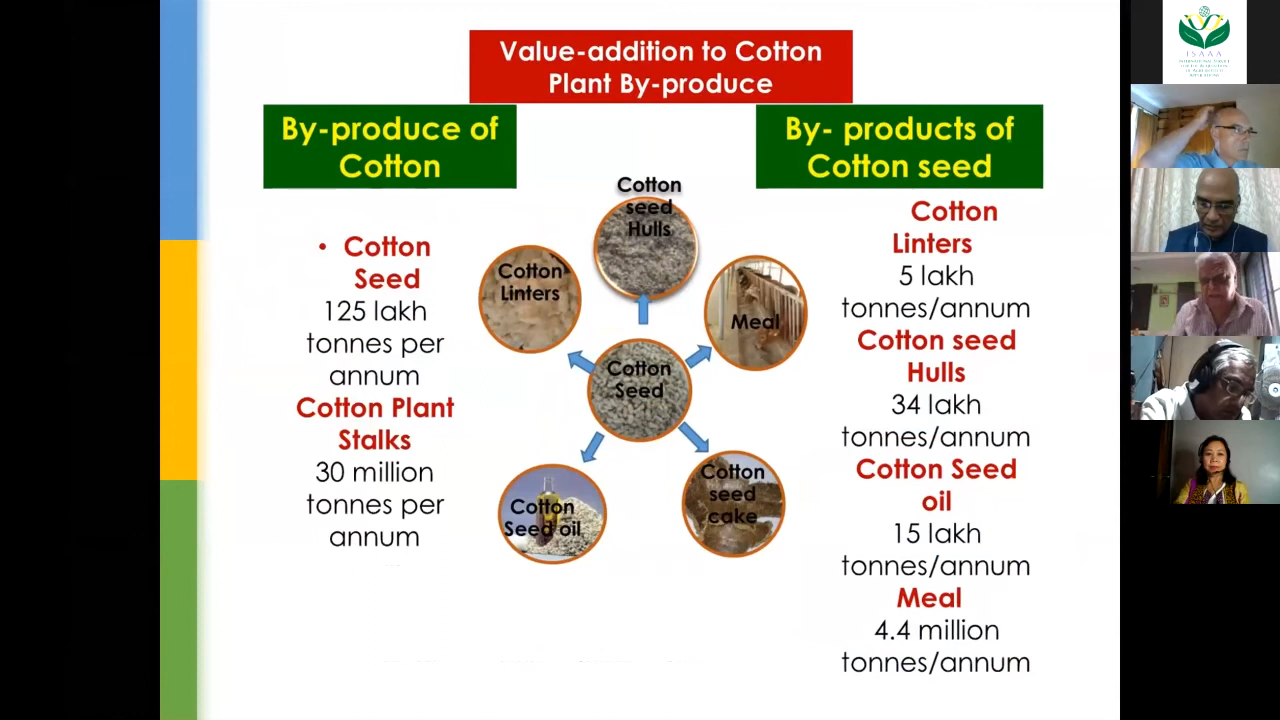 Value-addition to Cotton
Plant By-produce
By-produce of
Cotton
By- products of
Cotton seed
• Cotton
Seed
125 lakh
tonnes per
annum
Cotton Plant
Stalks
30 million
tonnes per
annum
Cotton
seed
Hulls
Cotton
Linters
Meal
Cotton
Seed
Cotton
Seed oil
Cotton
seed
cake
Cotton
Linters
5 lakh
tonnes/annum
Cotton seed
Hulls
34 lakh
tonnes/annum
Cotton Seed
oil
15 lakh
tonnes/annum
Meal
4.4 million
tonnes/annum
ISAAA